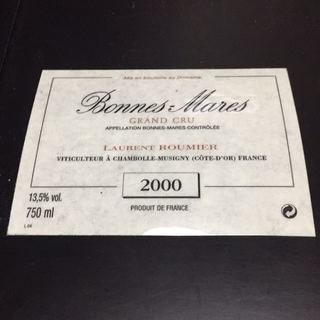 Mis en bouteille au Domaine
Bonnes-Mares
GRAND CRU
APPELLATION BONNES-MARES CONTRÔLÉE
LAURENT ROUMIER
VITICULTEUR À CHAMBOLLE-MUSIGNY (CÔTE-D'OR) FRANCE
2000
13,5% vol.
750 ml
PRODUIT DE FRANCE